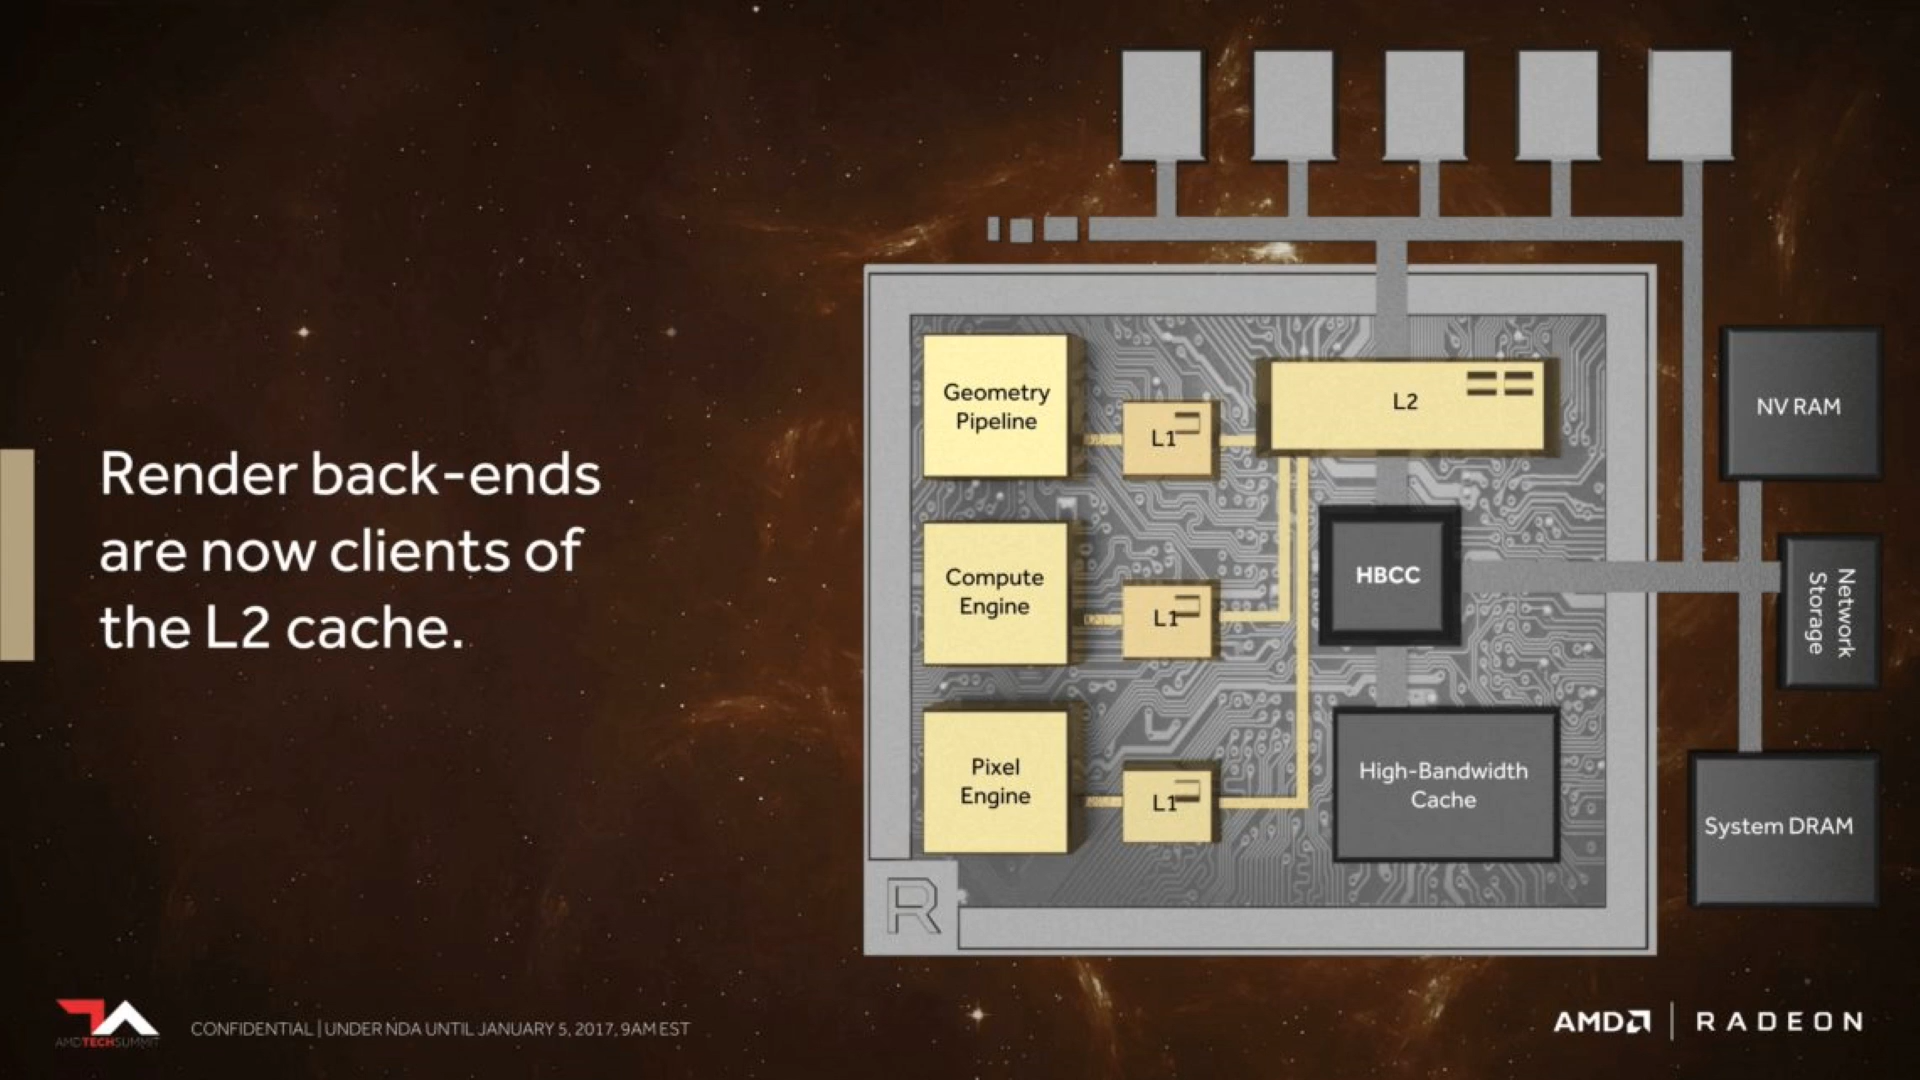 Render back-ends
are now clients of
the L2 cache.
Geometry
Pipeline
L1
L2
Compute
Engine
L1
HBCC
Pixel
Engine
L1
High-Bandwidth
Cache
NV RAM
Network
Storage
System DRAM
R
AMDTECHSUMMIT
CONFIDENTIAL | UNDER NDA UNTIL JANUARY 5, 2017, 9AM EST
AMD | RADEON